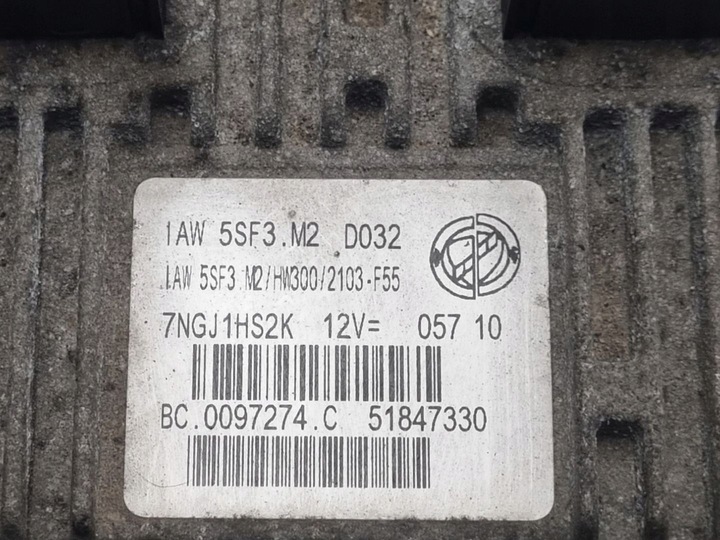 IAW 5SF3.M2 D032
IAW 5SF3 M2/HW300/2103-F55
7NGJ1HS2K 12V= 057 10
BC.0097274.C 51847330